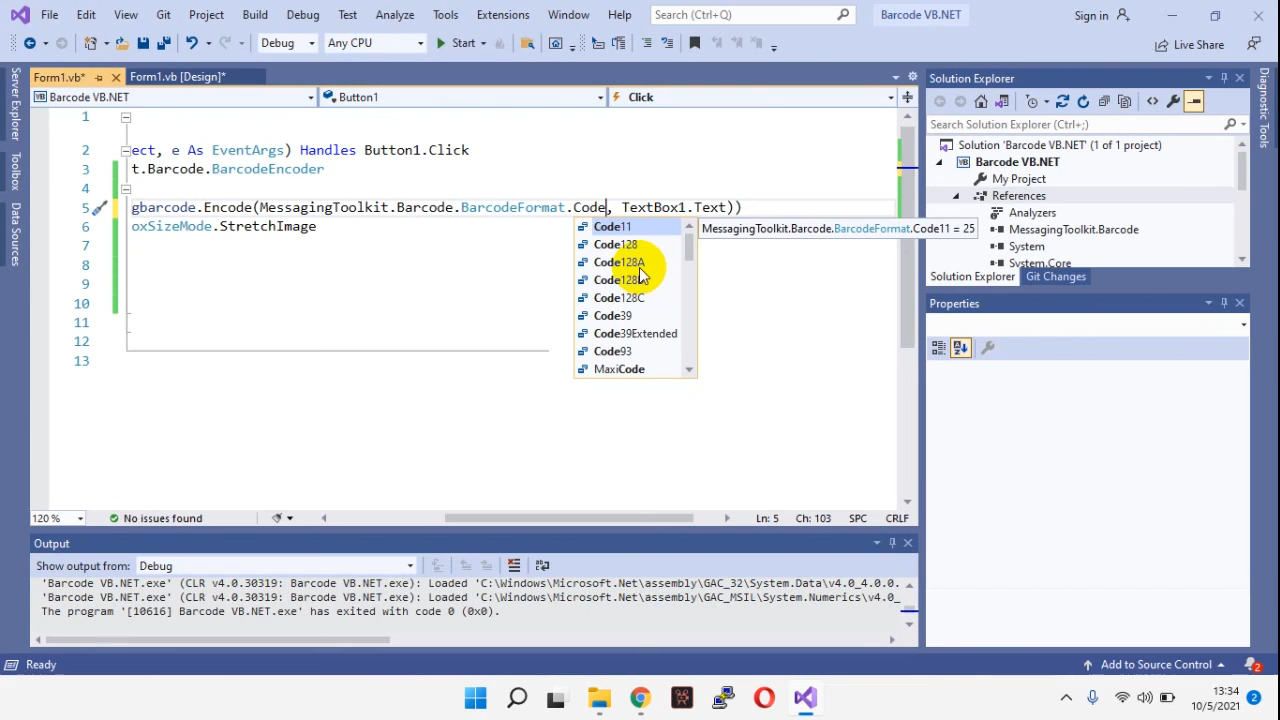 File Edit View Git Project Build Debug Test Analyze Tools Extensions Window Help Search (Ctrl+Q) Barcode VB.NET Sign in
Debug Any CPU Start Live Share
Server Explorer
Toolbox
Data Sources
Form1.vb* Form1.vb [Design]*
Barcode VB.NET Button1 Click
1
2 ect, e As EventArgs) Handles Button1.Click
3 t.Barcode.BarcodeEncoder
4
5 gbarcode.Encode(MessagingToolkit.Barcode.BarcodeFormat.Code, TextBox1.Text))
6 oxSizeMode.StretchImage
7
8
9
10
11
12
13
Code11
Code128
Code128A
Code128
Code128C
Code39
Code39Extended
Code93
MaxiCode
MessagingToolkit.Barcode.BarcodeFormat.Code11 = 25
120 % No issues found Ln: 5 Ch: 103 SPC CRLF
Output
Show output from: Debug
'Barcode VB.NET.exe' (CLR v4.0.30319: Barcode VB.NET.exe): Loaded 'C:\Windows\Microsoft.Net\assembly\GAC_32\System.Data\v4.0_4.0.0.
'Barcode VB.NET.exe' (CLR v4.0.30319: Barcode VB.NET.exe): Loaded 'C:\Windows\Microsoft.Net\assembly\GAC_MSIL\System.Numerics\v4.0_
The program '[10616] Barcode VB.NET.exe' has exited with code 0 (0x0).
Solution Explorer
Search Solution Explorer (Ctrl+;)
Solution 'Barcode VB.NET' (1 of 1 project)
Barcode VB.NET
My Project
References
Analyzers
MessagingToolkit.Barcode
System
System.Core
Solution Explorer Git Changes
Properties
Diagnostic Tools
Ready Add to Source Control 2
13:34
10/5/2021 2